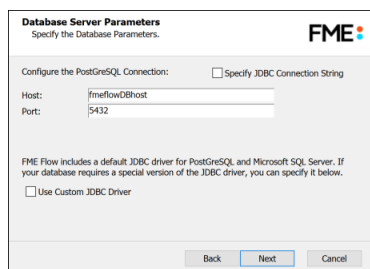 Database Server Parameters
Specify the Database Parameters.
FME
Configure the PostGreSQL Connection:
Specify JDBC Connection String
Host:
fmeflowDBhost
Port:
5432
FME Flow includes a default JDBC driver for PostgreSQL and Microsoft SQL Server. If
your database requires a special version of the JDBC driver, you can specify it below.
Use Custom JDBC Driver
Back
Next
Cancel